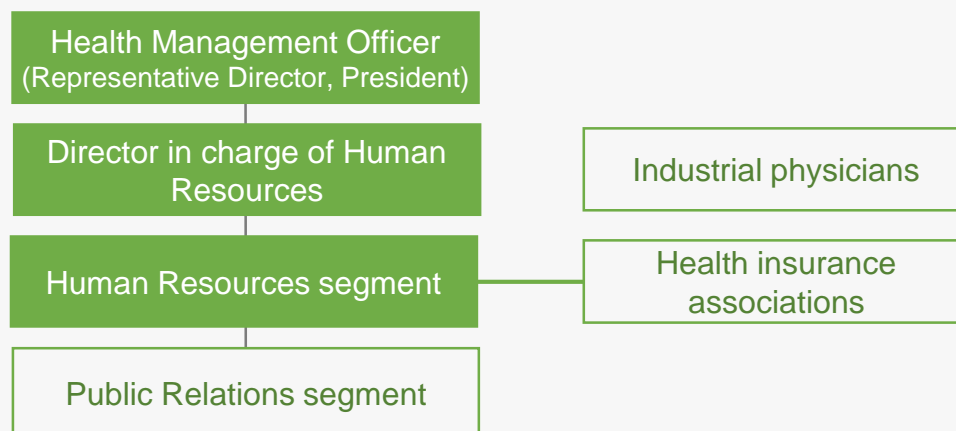 Health Management Officer
(Representative Director, President)
Director in charge of Human
Resources
Industrial physicians
Human Resources segment
Health insurance
associations
Public Relations segment